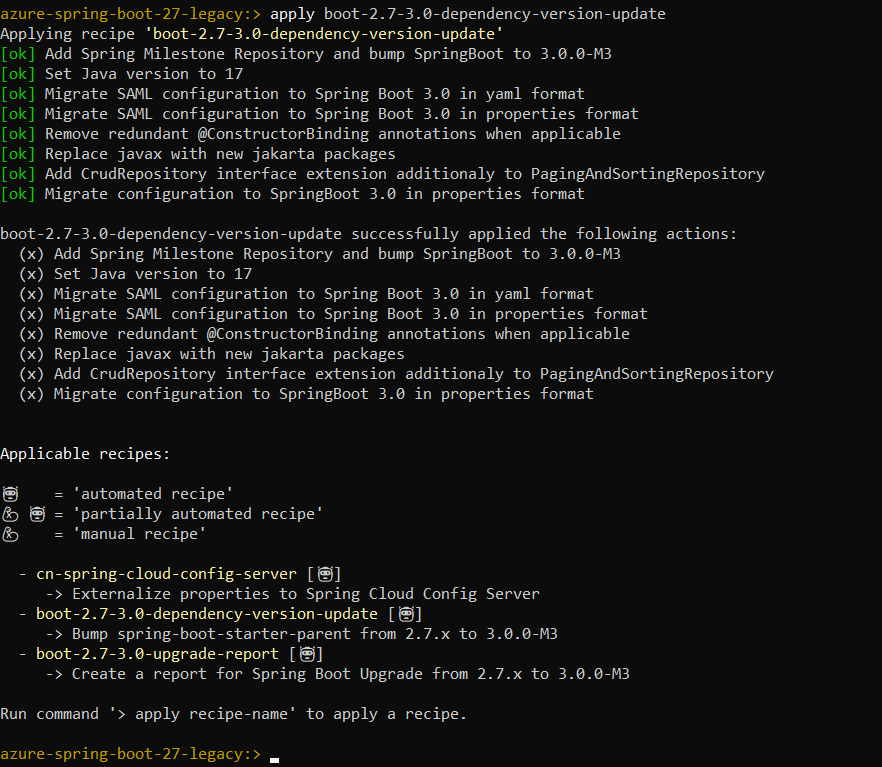 azure-spring-boot-27-legacy:> apply boot-2.7-3.0-dependency-version-update
Applying recipe 'boot-2.7-3.0-dependency-version-update'
[ok] Add Spring Milestone Repository and bump SpringBoot to 3.0.0-M3
[ok] Set Java version to 17
[ok] Migrate SAML configuration to Spring Boot 3.0 in yaml format
[ok] Migrate SAML configuration to Spring Boot 3.0 in properties format
[ok] Remove redundant @ConstructorBinding annotations when applicable
[ok] Replace javax with new jakarta packages
[ok] Add CrudRepository interface extension additionaly to PagingAndSortingRepository
[ok] Migrate configuration to SpringBoot 3.0 in properties format
boot-2.7-3.0-dependency-version-update successfully applied the following actions:
(x) Add Spring Milestone Repository and bump SpringBoot to 3.0.0-M3
(x) Set Java version to 17
(x) Migrate SAML configuration to Spring Boot 3.0 in yaml format
(x) Migrate SAML configuration to Spring Boot 3.0 in properties format
(x) Remove redundant @ConstructorBinding annotations when applicable
(x) Replace javax with new jakarta packages
(x) Add CrudRepository interface extension additionaly to PagingAndSortingRepository
(x) Migrate configuration to SpringBoot 3.0 in properties format
Applicable recipes:
🤖 = 'automated recipe'
💪 🤖 = 'partially automated recipe'
💪 = 'manual recipe'
- cn-spring-cloud-config-server [🤖]
-> Externalize properties to Spring Cloud Config Server
- boot-2.7-3.0-dependency-version-update [🤖]
-> Bump spring-boot-starter-parent from 2.7.x to 3.0.0-M3
- boot-2.7-3.0-upgrade-report [🤖]
-> Create a report for Spring Boot Upgrade from 2.7.x to 3.0.0-M3
Run command '> apply recipe-name' to apply a recipe.
azure-spring-boot-27-legacy:>